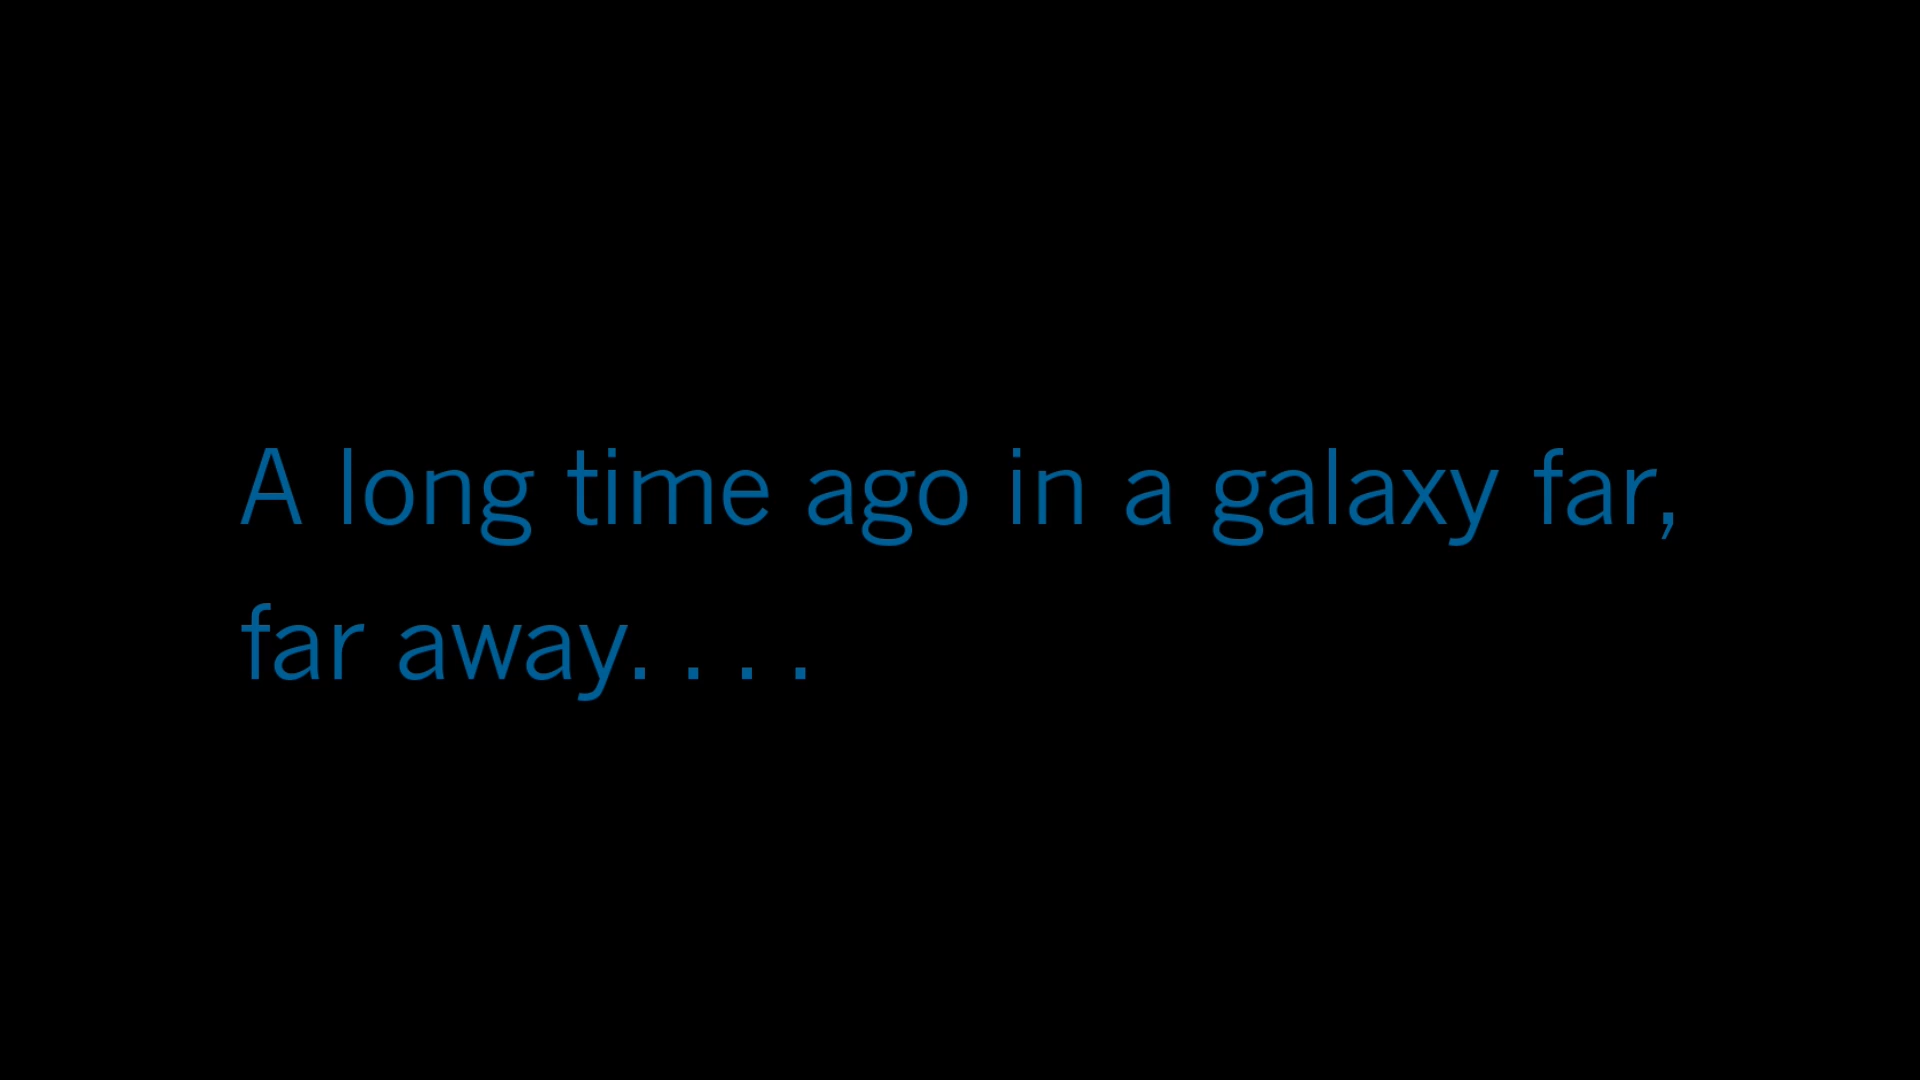 A long time ago in a galaxy far,
far away. . . .